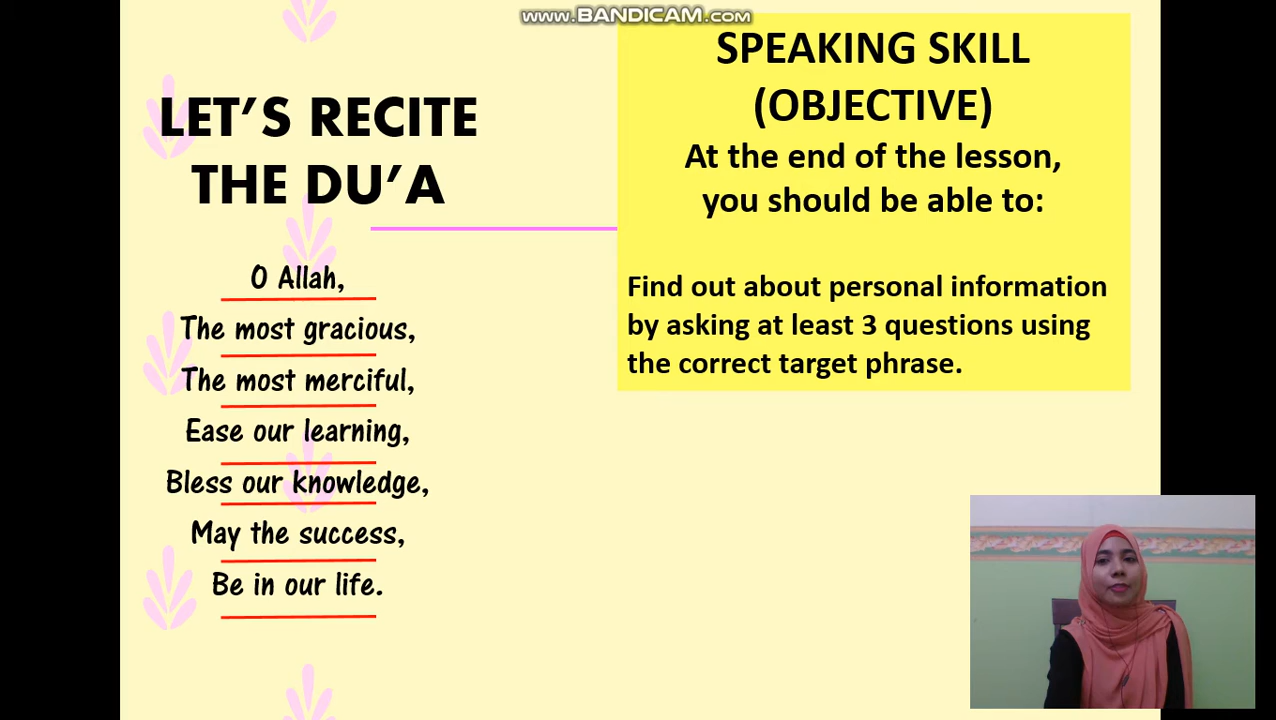 www.BANDICAM.com
LET'S RECITE
THE DU'A
O Allah,
The most gracious,
The most merciful,
Ease our learning,
Bless our knowledge,
May the success,
Be in our life.
SPEAKING SKILL
(OBJECTIVE)
At the end of the lesson,
you should be able to:
Find out about personal information
by asking at least 3 questions using
the correct target phrase.